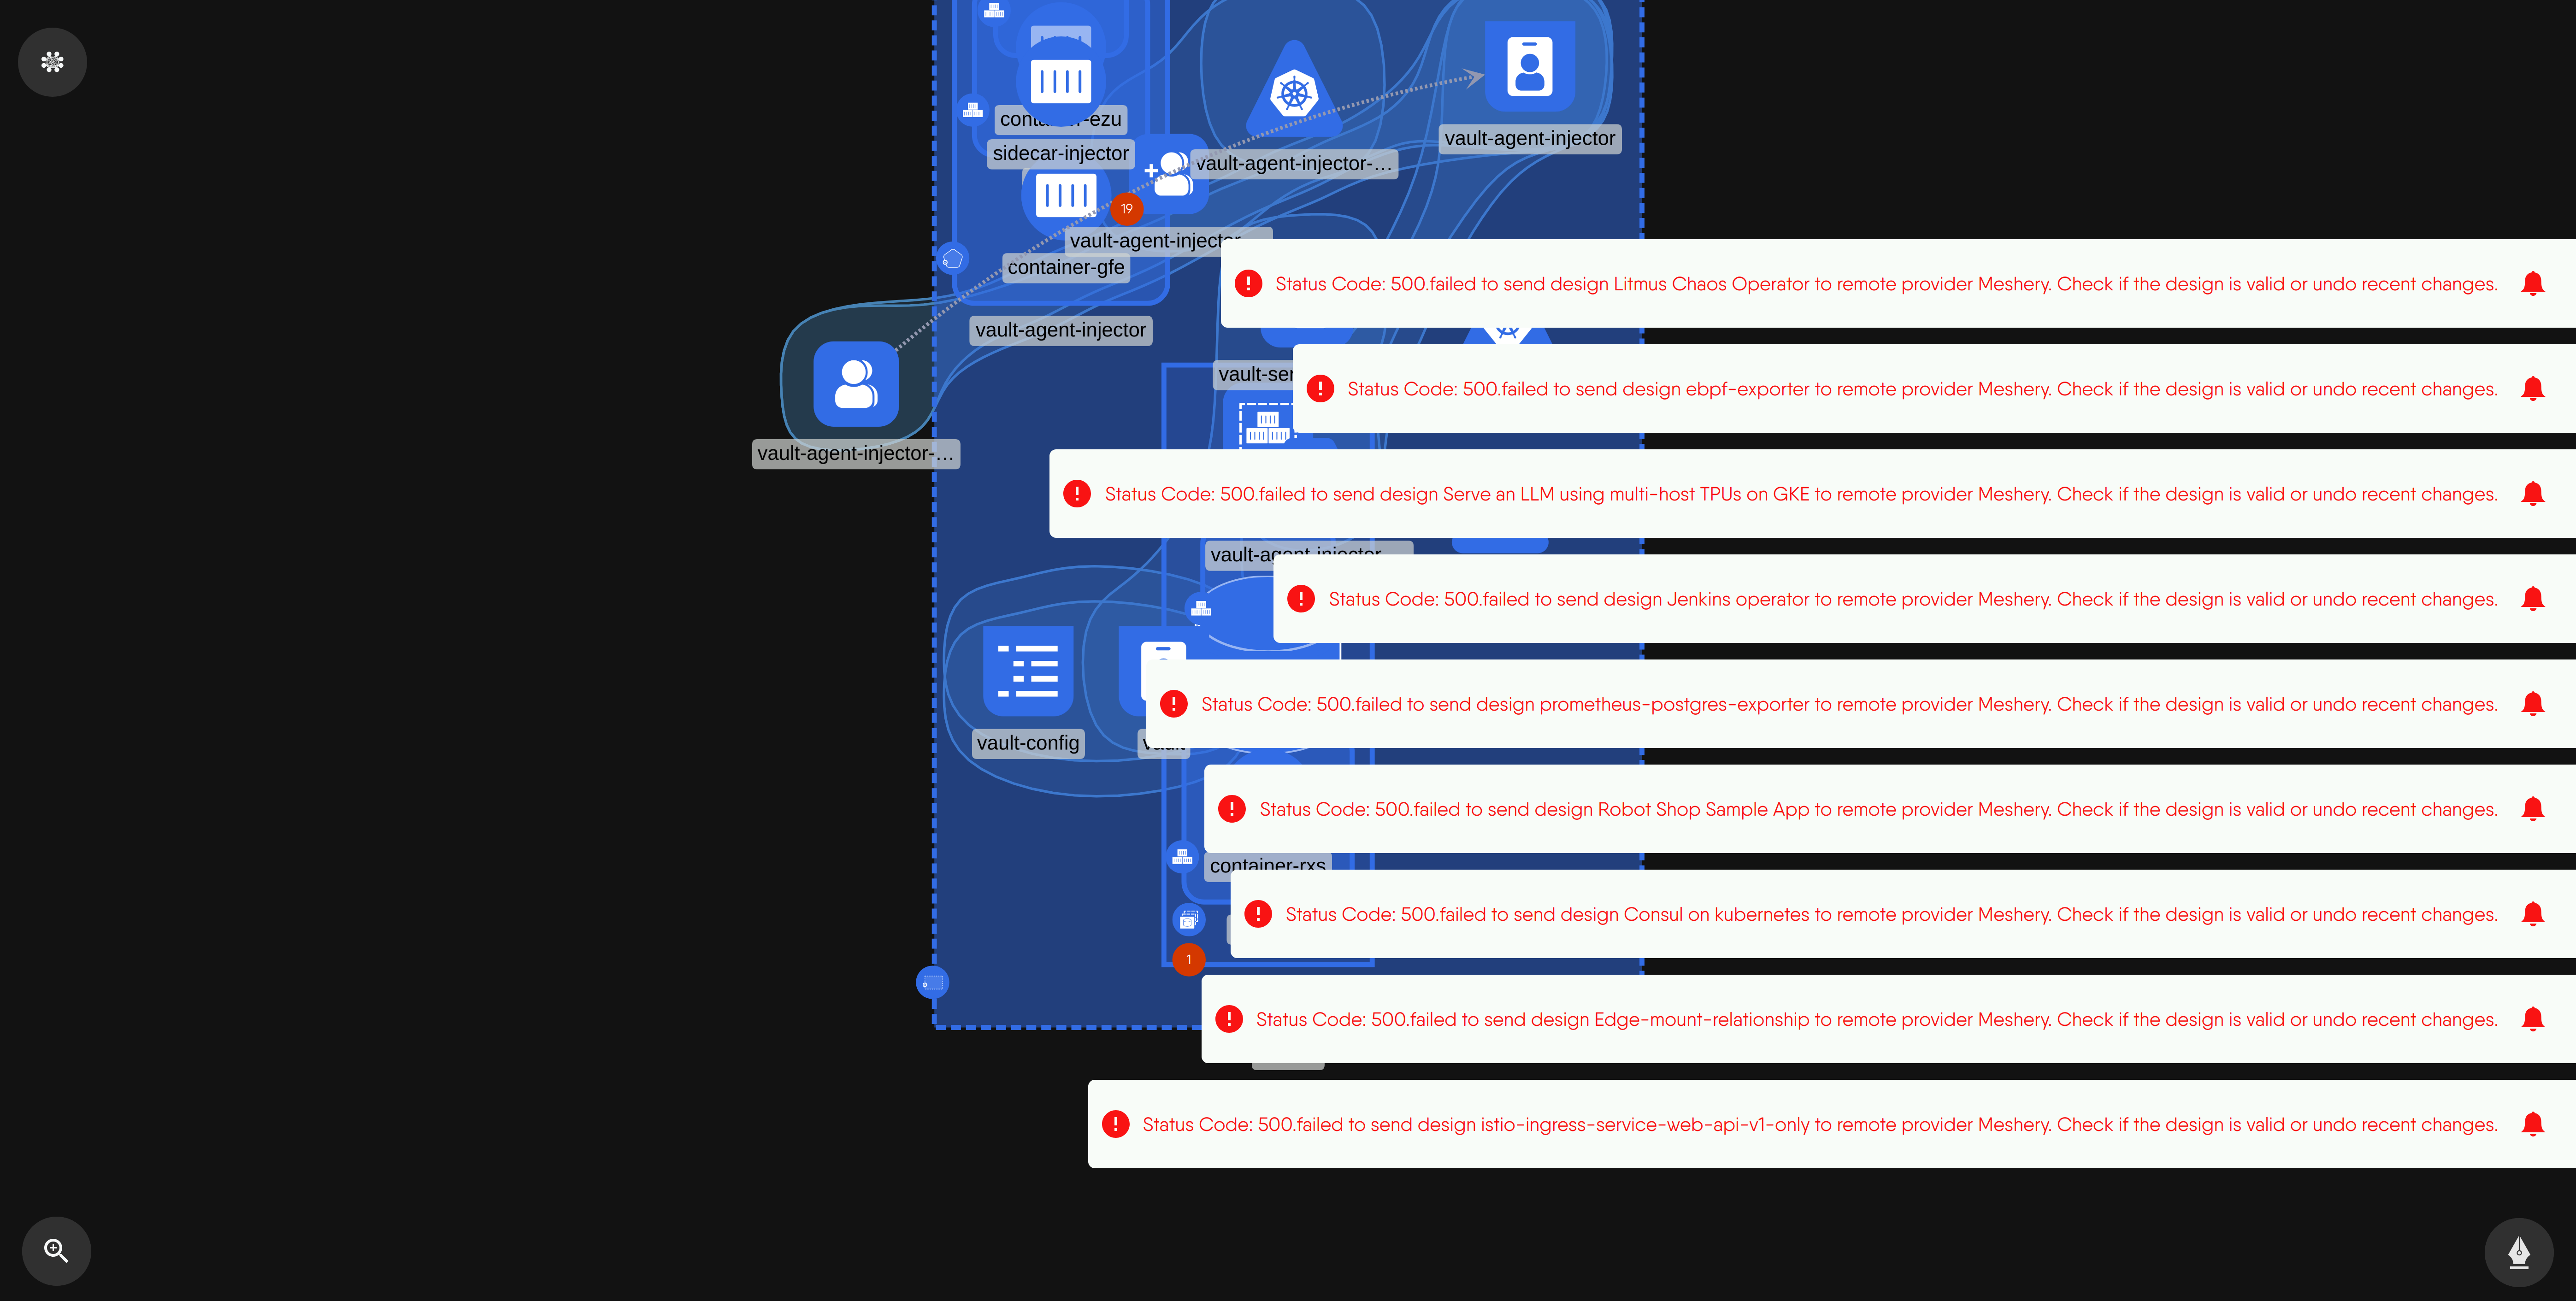 container-ezu
sidecar-injector
vault-agent-injector-...
vault-agent-injector
19
vault-agent-injector
container-gfe
Status Code: 500.failed to send design Litmus Chaos Operator to remote provider Meshery. Check if the design is valid or undo recent changes.
vault-agent-injector
vault-ser
Status Code: 500.failed to send design ebpf-exporter to remote provider Meshery. Check if the design is valid or undo recent changes.
vault-agent-injector-...
Status Code: 500.failed to send design Serve an LLM using multi-host TPUs on GKE to remote provider Meshery. Check if the design is valid or undo recent changes.
vault-agent-injector
Status Code: 500.failed to send design Jenkins operator to remote provider Meshery. Check if the design is valid or undo recent changes.
Status Code: 500.failed to send design prometheus-postgres-exporter to remote provider Meshery. Check if the design is valid or undo recent changes.
vault-config
vault
Status Code: 500.failed to send design Robot Shop Sample App to remote provider Meshery. Check if the design is valid or undo recent changes.
container-rxs
Status Code: 500.failed to send design Consul on kubernetes to remote provider Meshery. Check if the design is valid or undo recent changes.
1
Status Code: 500.failed to send design Edge-mount-relationship to remote provider Meshery. Check if the design is valid or undo recent changes.
Status Code: 500.failed to send design istio-ingress-service-web-api-v1-only to remote provider Meshery. Check if the design is valid or undo recent changes.